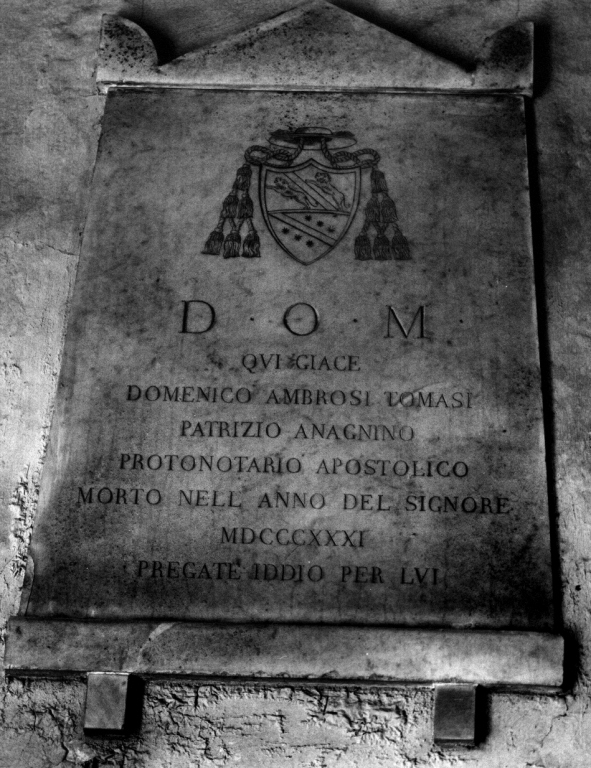 D · O · M ·
QVI GIACE
DOMENICO AMBROSI TOMASI
PATRIZIO ANAGNINO
PROTONOTARIO APOSTOLICO
MORTO NELL ANNO DEL SIGNORE
MDCCCXXXI
PREGATE IDDIO PER LVI